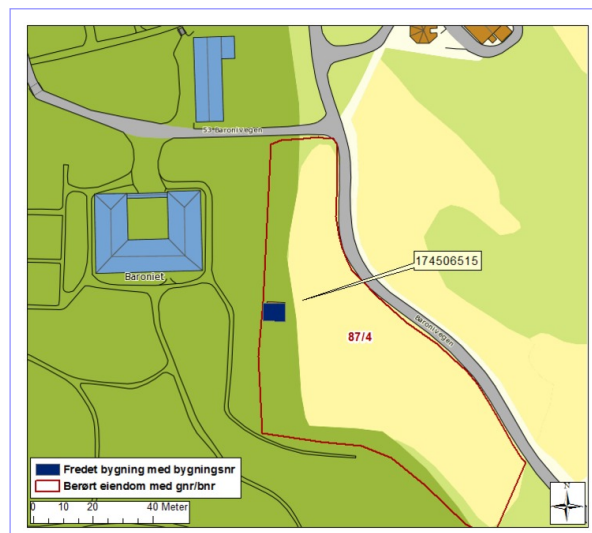 53 Baronivegen
Baroniet
174506515
Baronivegen
87/4
Fredet bygning med bygningsnr
Berørt eiendom med gnr/bnr
0 10 20 40 Meter
N